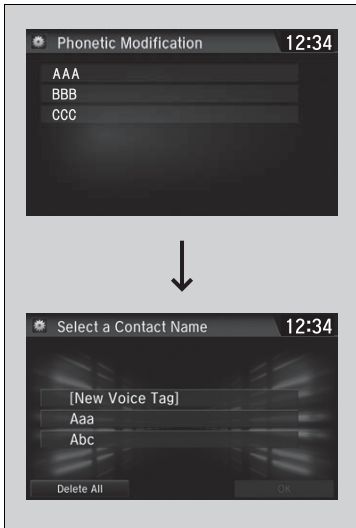 Phonetic Modification 12:34
AAA
BBB
CCC
Select a Contact Name 12:34
[New Voice Tag]
Aaa
Abc
Delete All OK